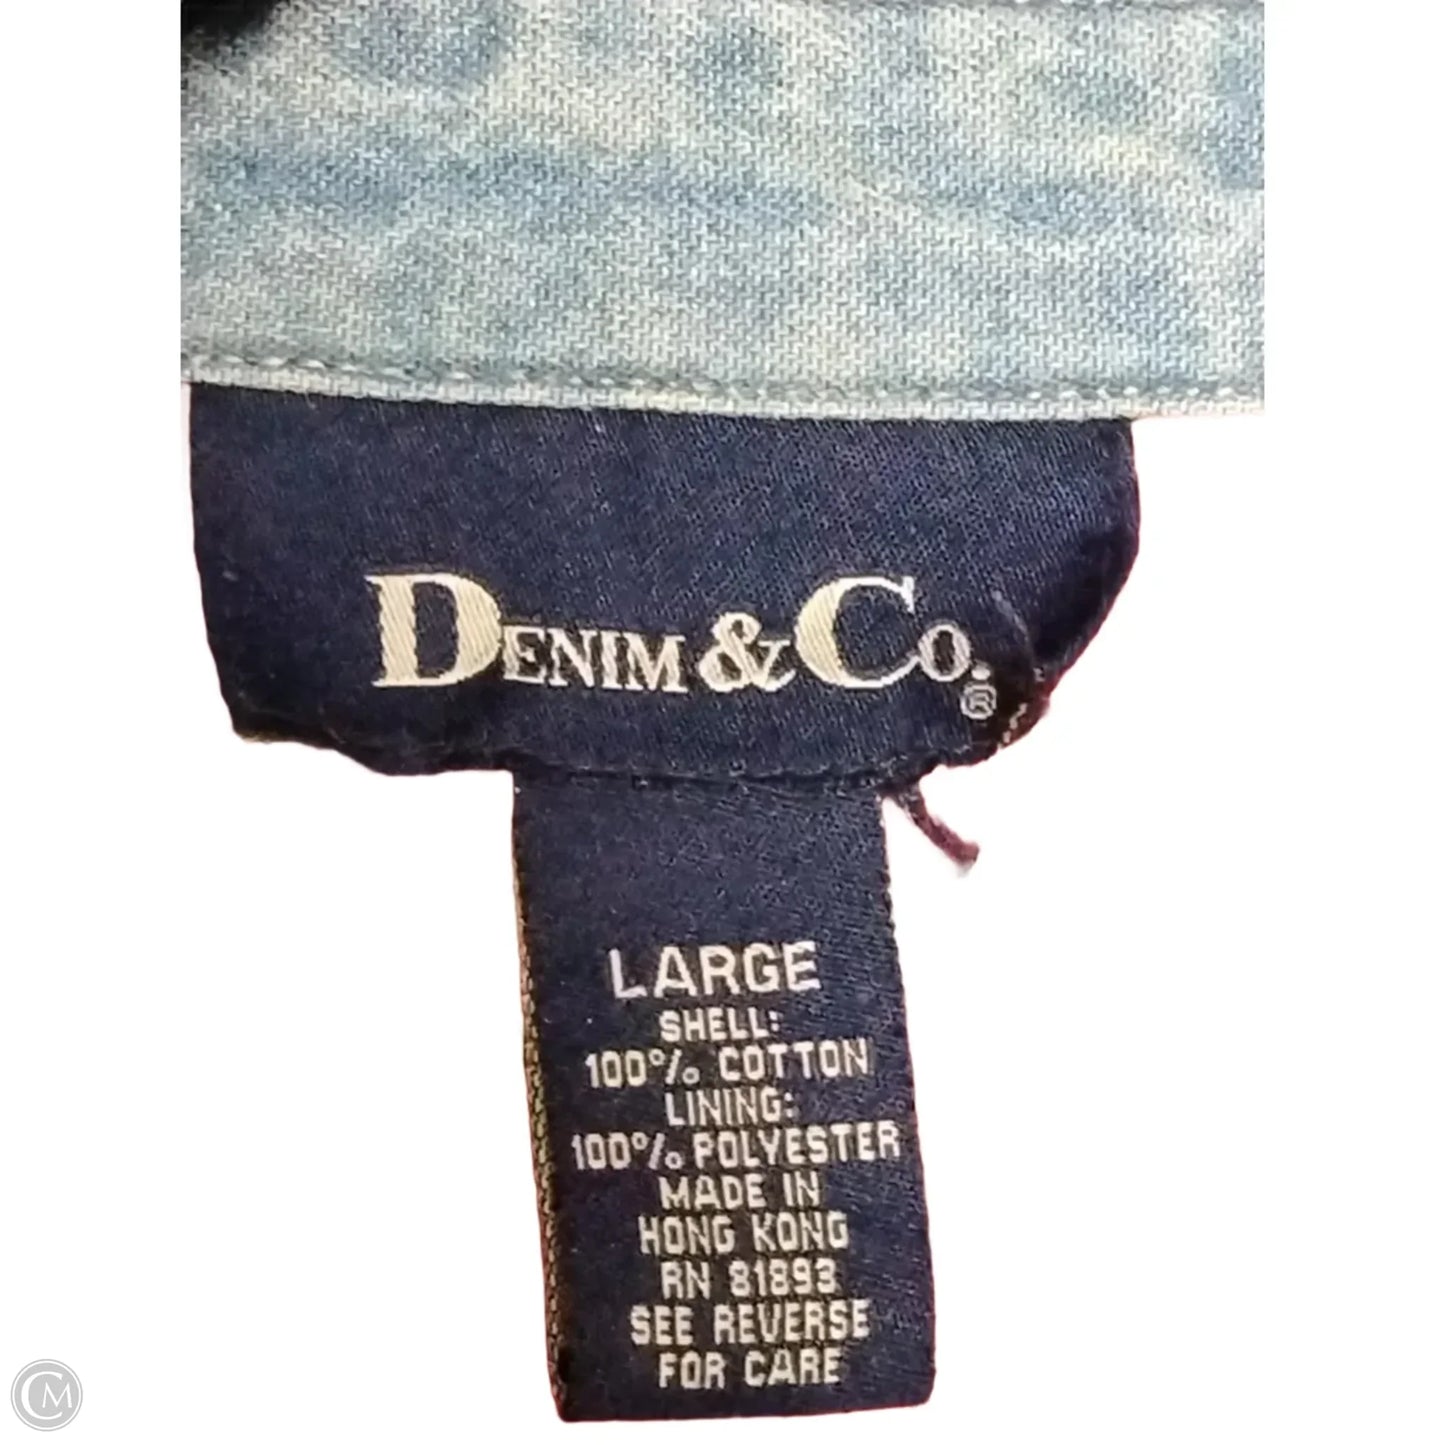 DENIM & CO.®
LARGE
SHELL:
100% COTTON
LINING:
100% POLYESTER
MADE IN
HONG KONG
RN 81893
SEE REVERSE
FOR CARE
CM